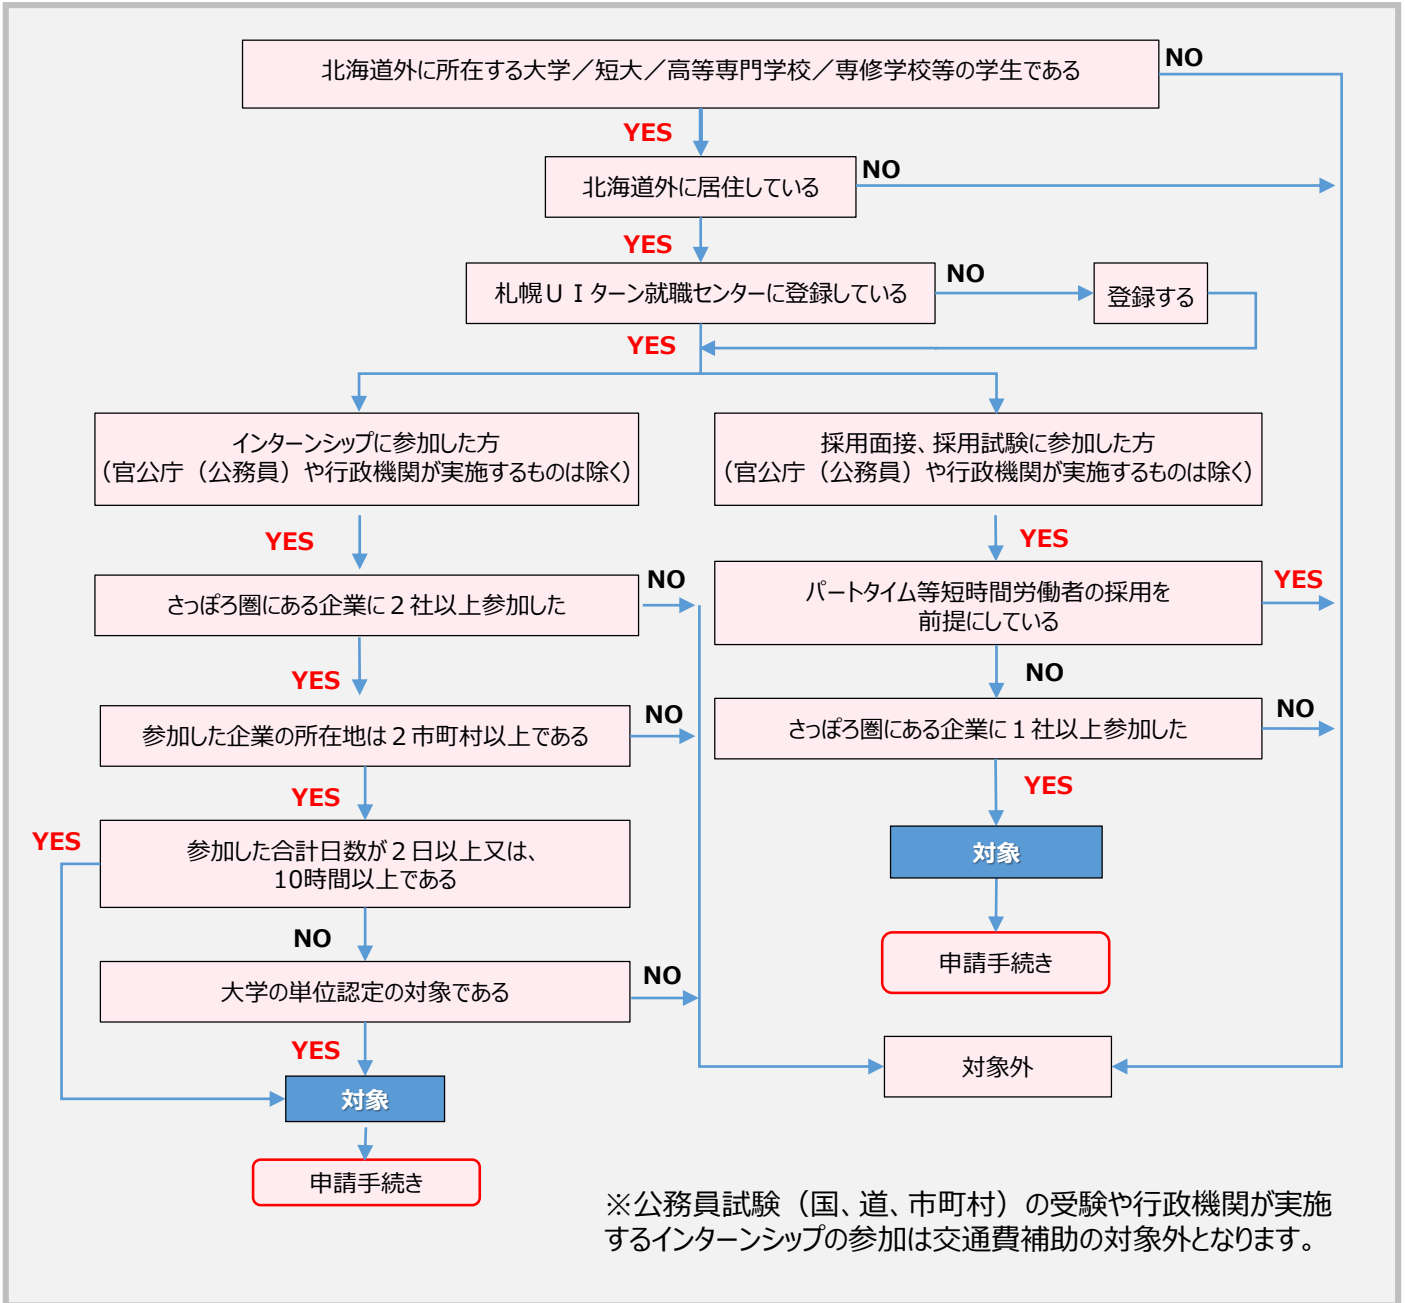 北海道外に所在する大学／短大／高等専門学校／専修学校等の学生である
NO
YES
北海道外に居住している
NO
YES
札幌ＵＩターン就職センターに登録している
NO
登録する
YES
インターンシップに参加した方
（官公庁（公務員）や行政機関が実施するものは除く）
採用面接、採用試験に参加した方
（官公庁（公務員）や行政機関が実施するものは除く）
YES
YES
さっぽろ圏にある企業に２社以上参加した
NO
パートタイム等短時間労働者の採用を
前提にしている
YES
YES
NO
参加した企業の所在地は２市町村以上である
NO
さっぽろ圏にある企業に１社以上参加した
NO
YES
YES
YES
参加した合計日数が２日以上又は、
10時間以上である
対象
NO
申請手続き
大学の単位認定の対象である
NO
YES
対象外
対象
申請手続き
※公務員試験（国、道、市町村）の受験や行政機関が実施
するインターンシップの参加は交通費補助の対象外となります。